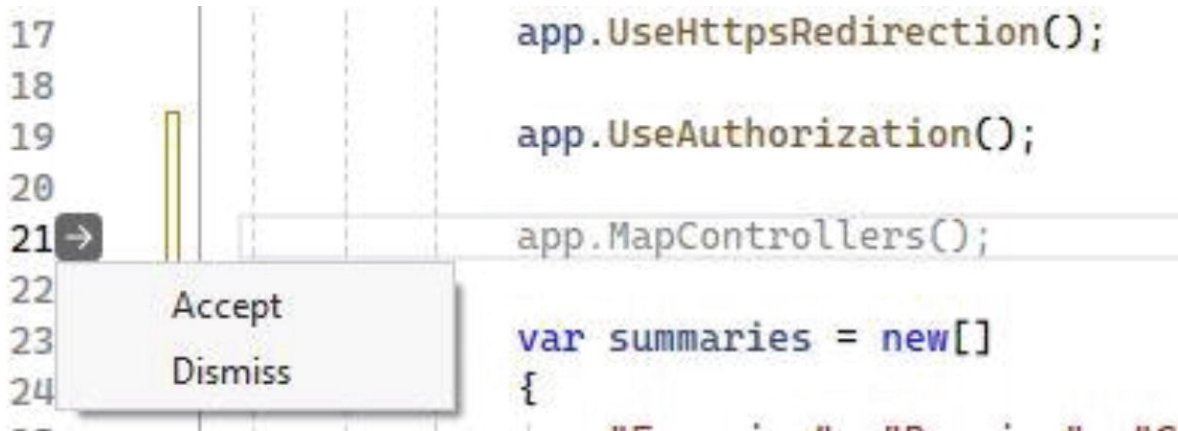 17 app.UseHttpsRedirection();
18
19 app.UseAuthorization();
20
21 app.MapControllers();
22
Accept
23 var summaries = new[]
Dismiss
24 {